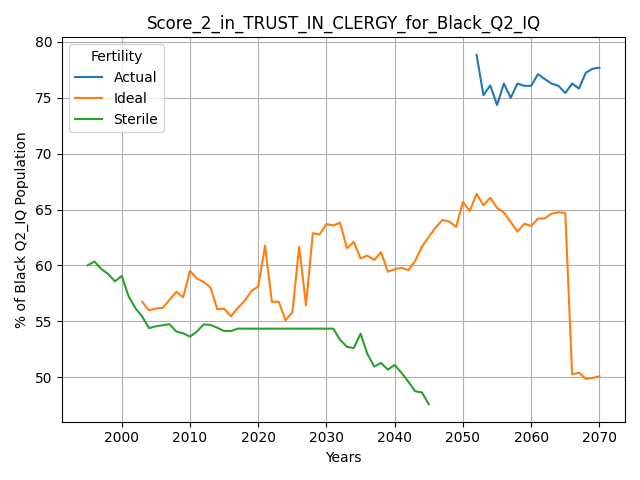 Score_2_in_TRUST_IN_CLERGY_for_Black_Q2_IQ
Fertility
Actual
Ideal
Sterile
% of Black Q2_IQ Population
80
75
70
65
60
55
50
2000 2010 2020 2030 2040 2050 2060 2070
Years